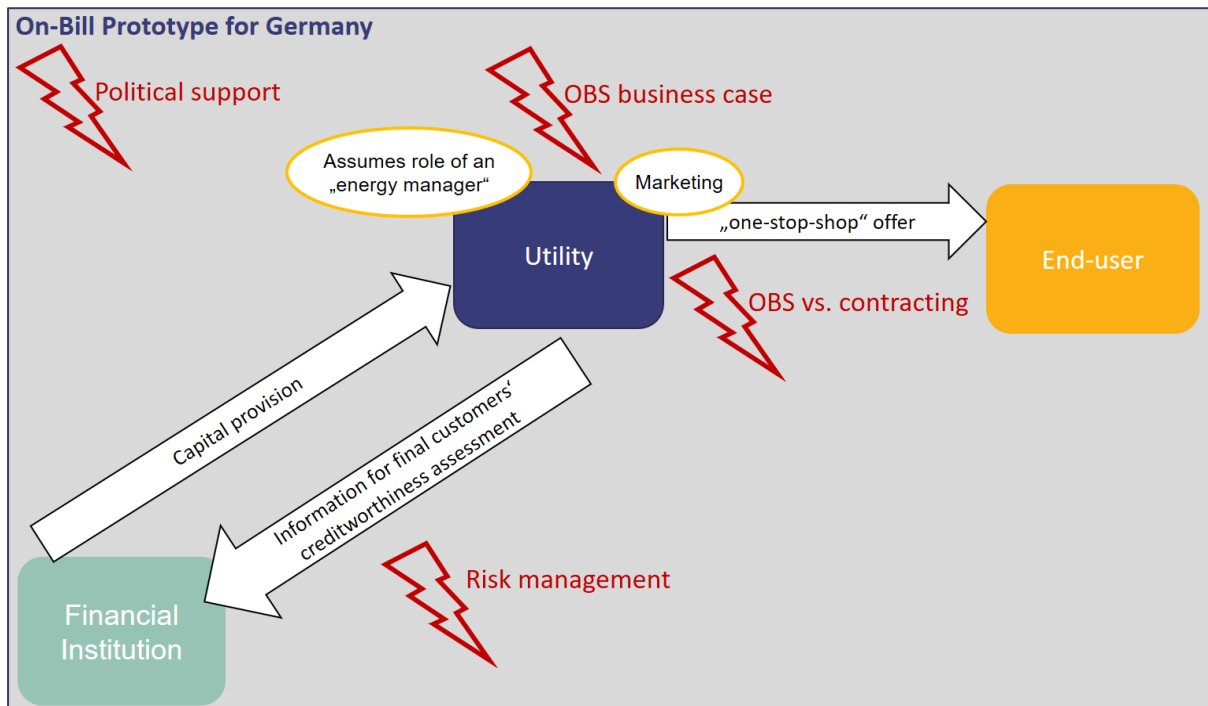 On-Bill Prototype for Germany
Political support
OBS business case
Assumes role of an
„energy manager“
Marketing
„one-stop-shop“ offer
Utility
End-user
OBS vs. contracting
Capital provision
Information for final customers‘
creditworthiness assessment
Risk management
Financial
Institution